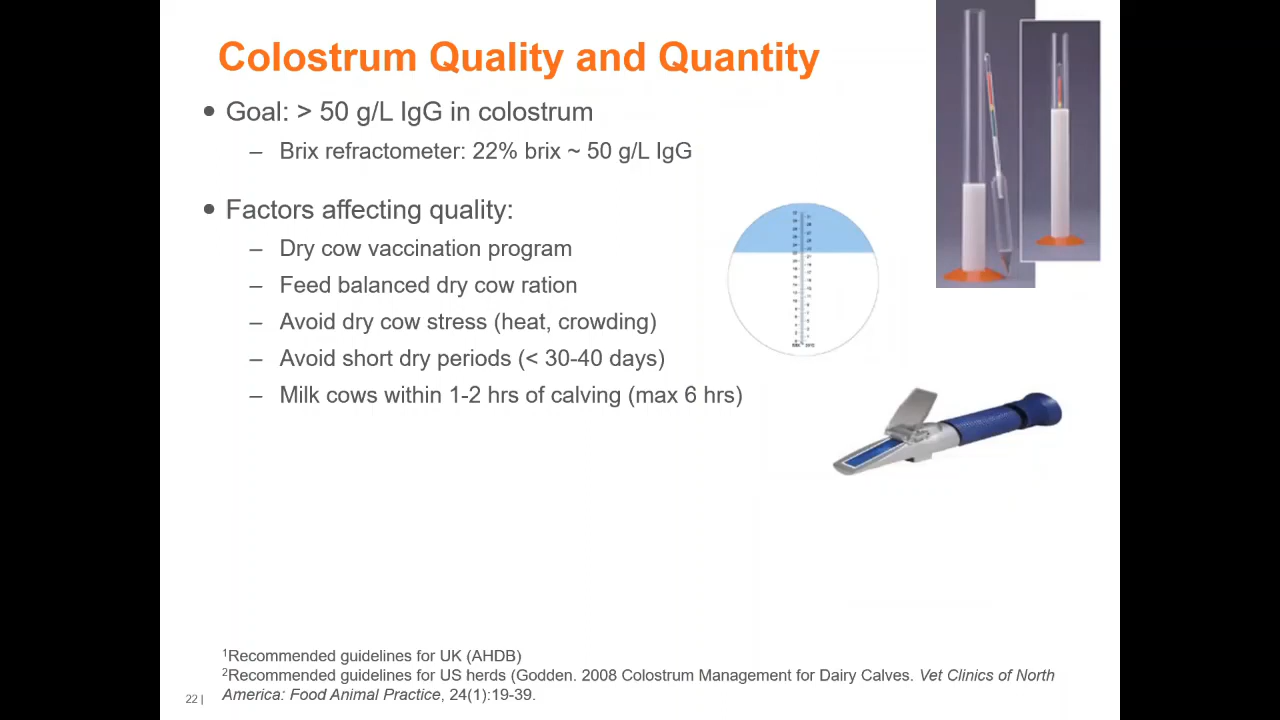 Colostrum Quality and Quantity
• Goal: > 50 g/L IgG in colostrum
– Brix refractometer: 22% brix ~ 50 g/L IgG
• Factors affecting quality:
– Dry cow vaccination program
– Feed balanced dry cow ration
– Avoid dry cow stress (heat, crowding)
– Avoid short dry periods (< 30-40 days)
– Milk cows within 1-2 hrs of calving (max 6 hrs)
¹Recommended guidelines for UK (AHDB)
²Recommended guidelines for US herds (Godden. 2008 Colostrum Management for Dairy Calves. Vet Clinics of North
America: Food Animal Practice, 24(1):19-39.
22 |